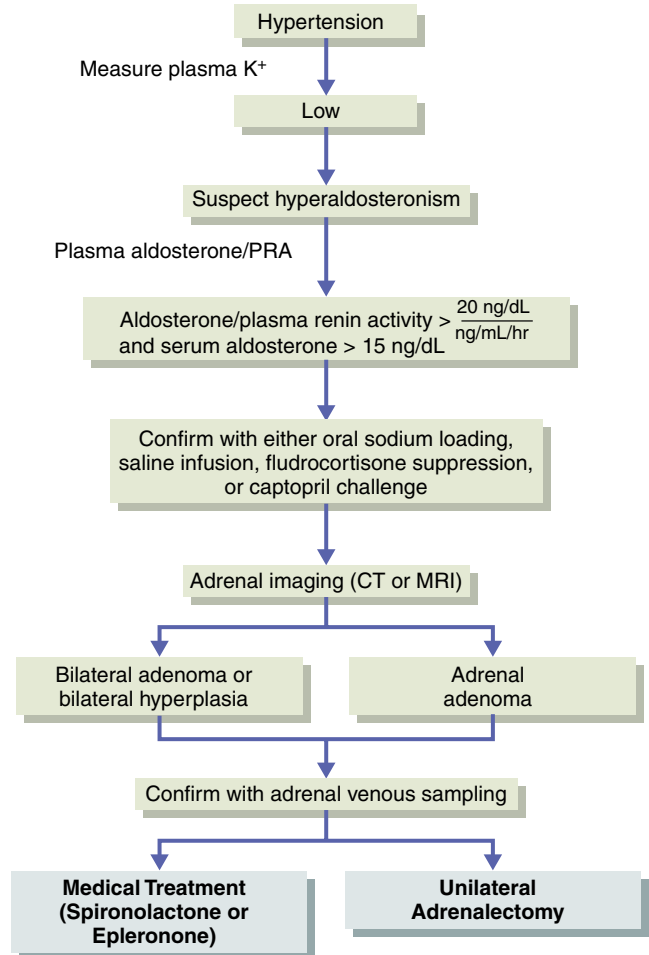 Hypertension
Measure plasma K+
Low
Suspect hyperaldosteronism
Plasma aldosterone/PRA
Aldosterone/plasma renin activity > 20 ng/dL
ng/mL/hr
and serum aldosterone > 15 ng/dL
Confirm with either oral sodium loading,
saline infusion, fludrocortisone suppression,
or captopril challenge
Adrenal imaging (CT or MRI)
Bilateral adenoma or
bilateral hyperplasia
Adrenal
adenoma
Confirm with adrenal venous sampling
Medical Treatment
(Spironolactone or
Epleronone)
Unilateral
Adrenalectomy